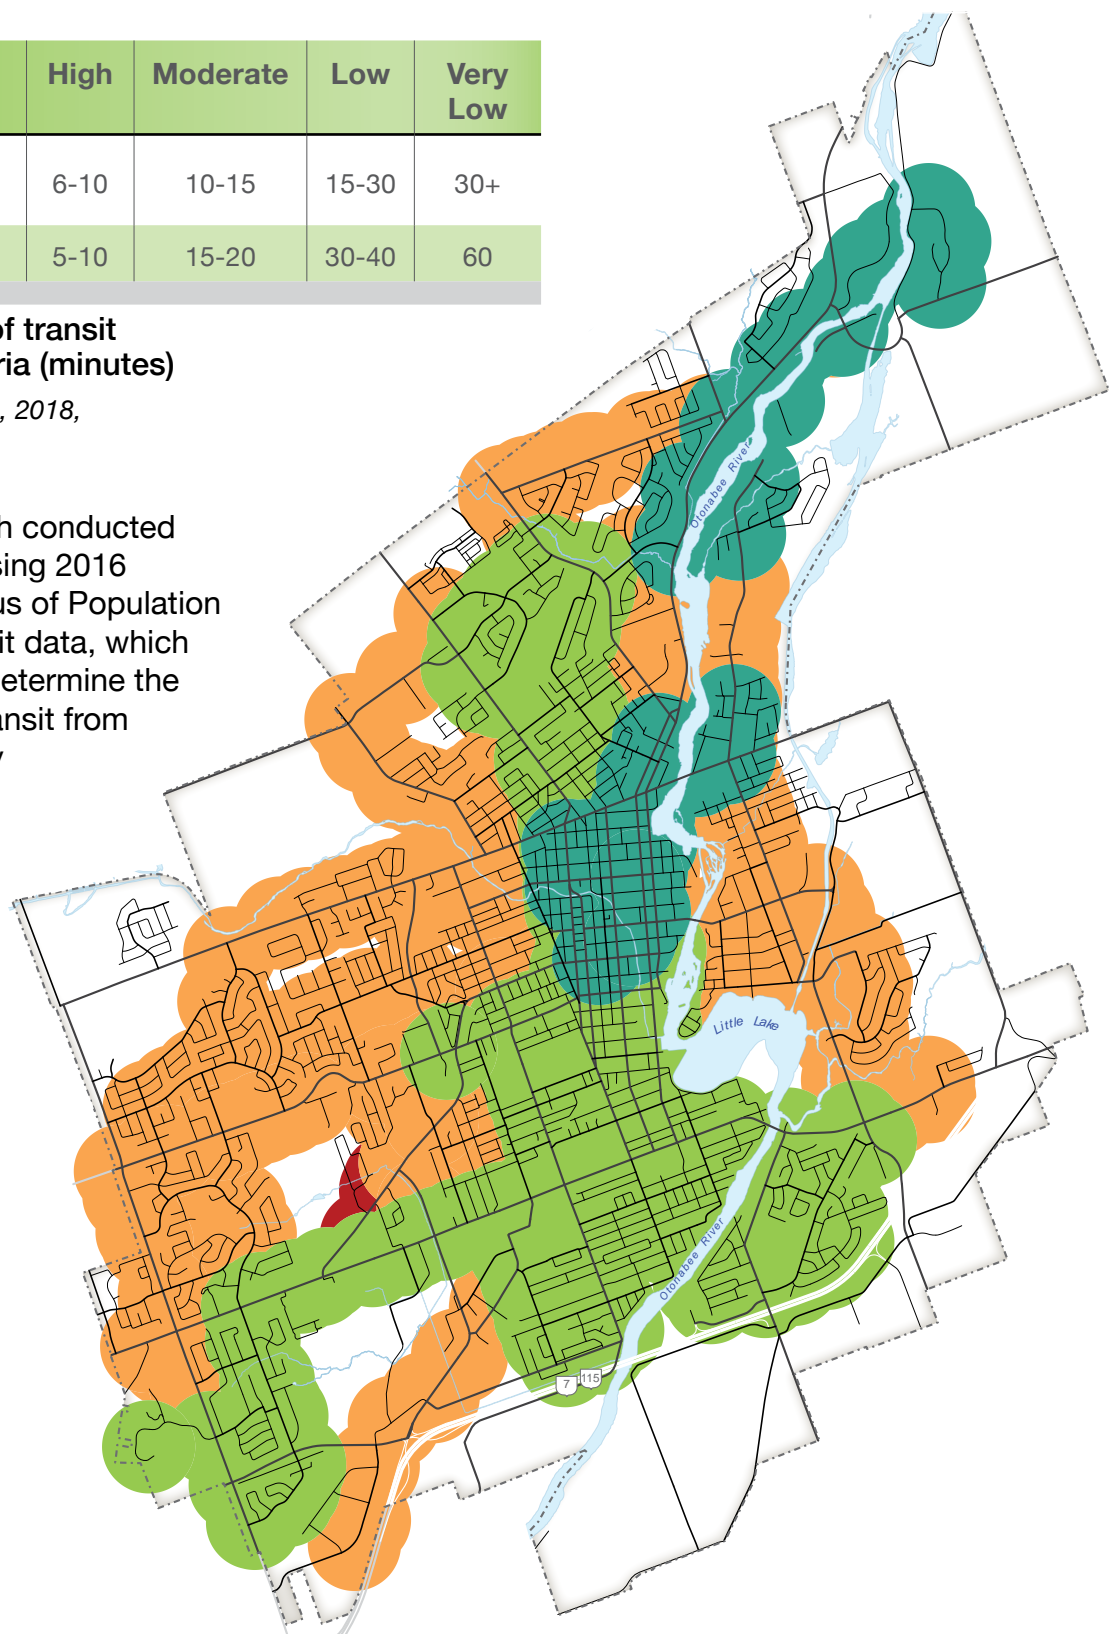 High Moderate Low Very Low
6-10 10-15 15-30 30+
5-10 15-20 30-40 60
of transit
ria (minutes)
, 2018,
h conducted
sing 2016
us of Population
it data, which
etermine the
ansit from
Otonabee River
Little Lake
Otonabee River
7 115